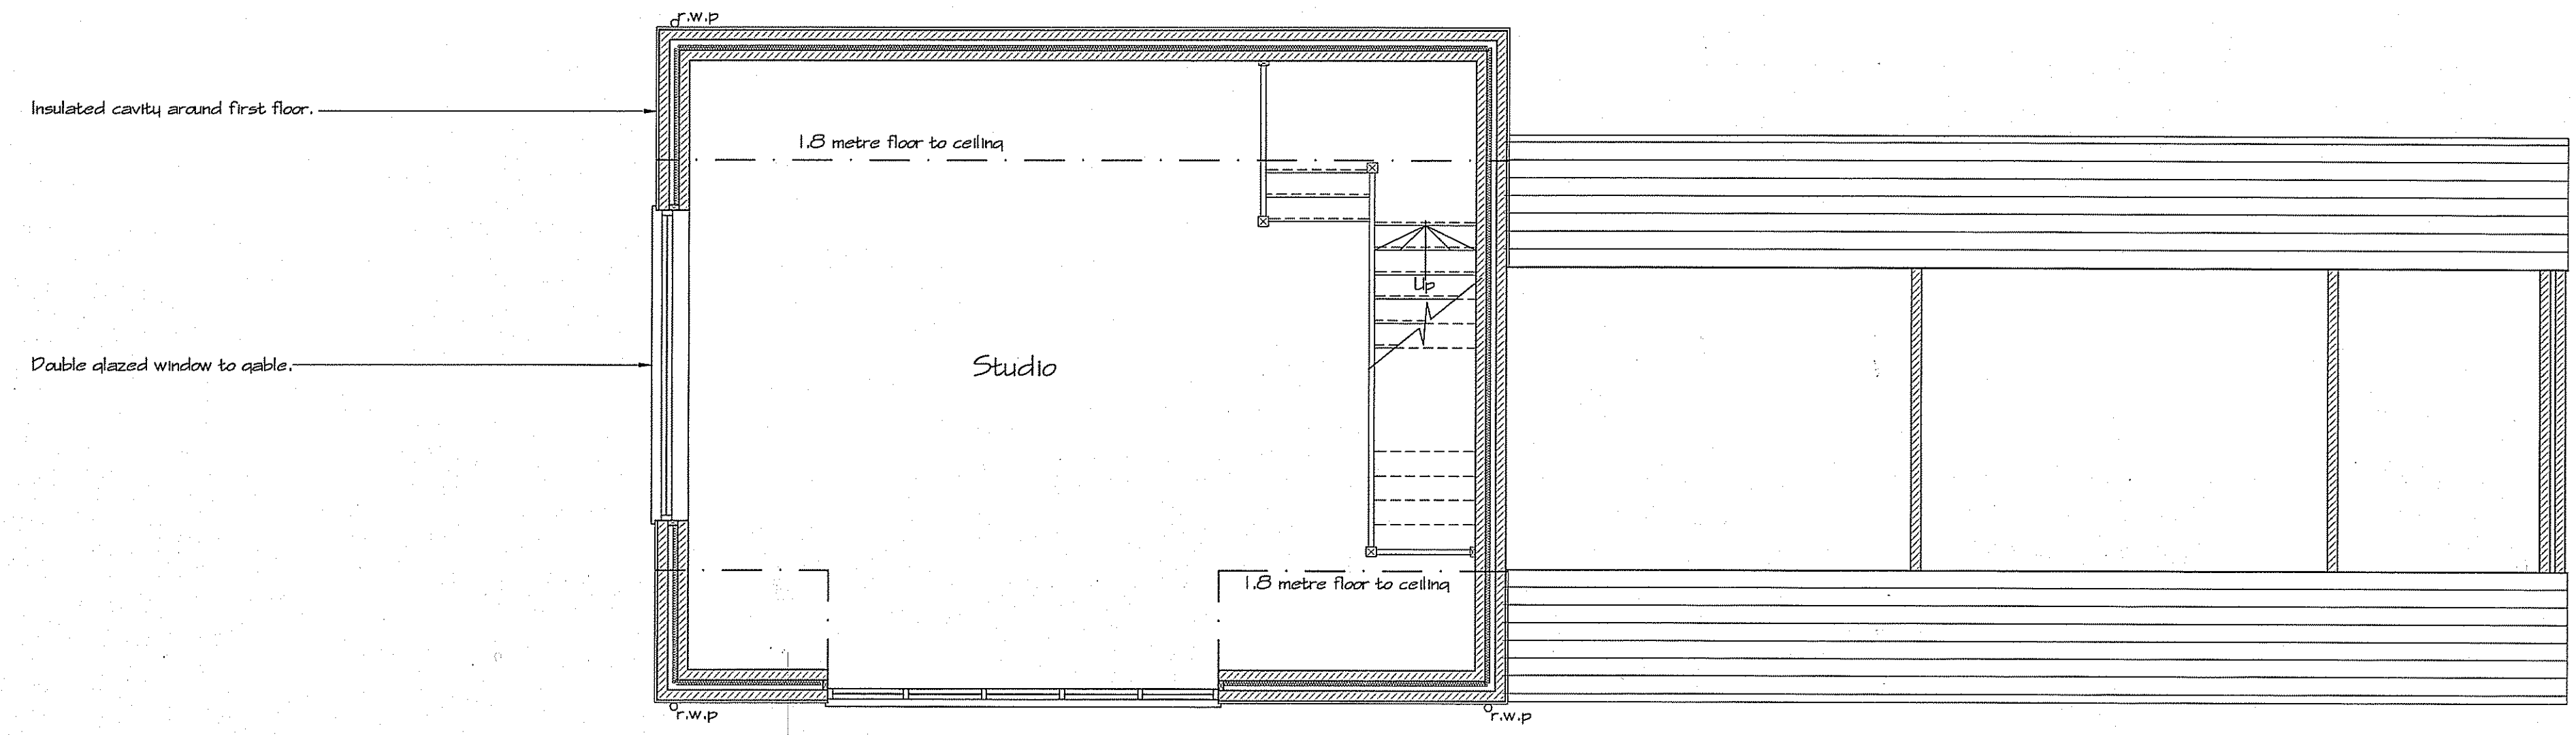 r.w.p
Insulated cavity around first floor.
1.8 metre floor to ceiling
Up
Double glazed window to gable.
Studio
1.8 metre floor to ceiling
r.w.p
r.w.p